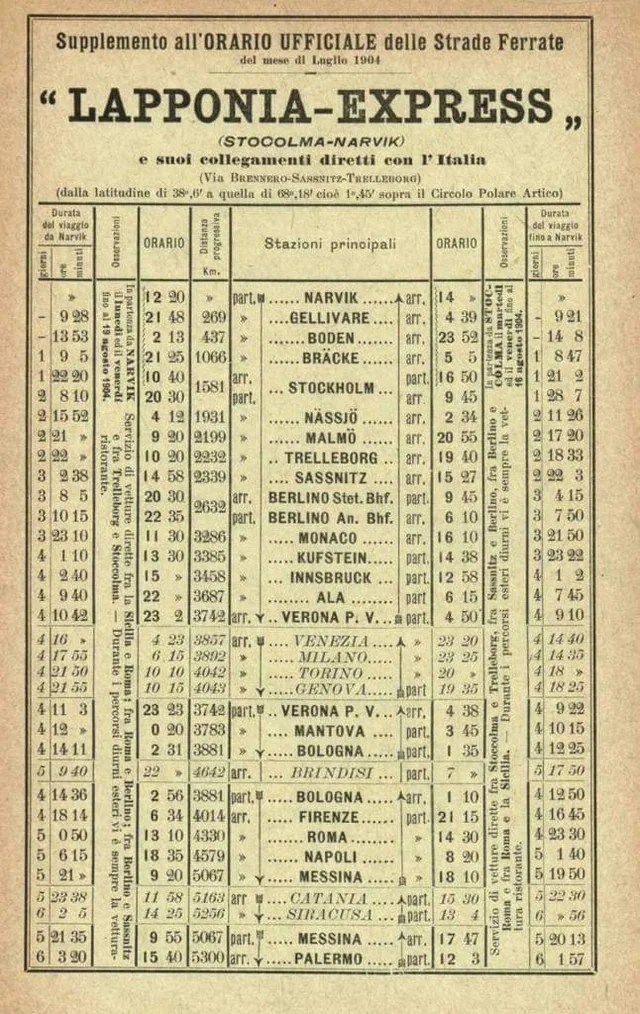 Supplemento all'ORARIO UFFICIALE delle Strade Ferrate
del mese di Luglio 1904
“ LAPPONIA-EXPRESS „
(STOCOLMA-NARVIK)
e suoi collegamenti diretti con l'Italia
(Via BRENNERO-SASSNITZ-TRELLEBORG)
(dalla latitudine di 38°,6' a quella di 68°,18' cioè 1°,45' sopra il Circolo Polare Artico)
Durata del viaggio da Narvik | Osservazioni | ORARIO | Distanza progressiva | Stazioni principali | ORARIO | Osservazioni | Durata del viaggio fino a Narvik
giorni ore minuti | Km. | giorni ore minuti
» | 12 20 | » | part. ...... NARVIK ...... arr. | 14 » | »
- 9 28 | 21 48 | 269 | » ....GELLIVARE .... arr. | 4 39 | - 9 21
- 13 53 | 2 13 | 437 | » .......BODEN ....... arr. | 23 52 | - 14 8
1 9 5 | 21 25 | 1066 | » ......BRÄCKE...... arr. | 5 5 | 1 8 47
1 22 20 | 10 40 | 1581 | arr. ... STOCKHOLM ... part. | 16 50 | 1 21 2
2 8 10 | 20 30 | part. arr. | 9 45 | 1 28 7
2 15 52 | 4 12 | 1931 | » ...... NÄSSJÖ ...... arr. | 2 34 | 2 11 26
2 21 » | 9 20 | 2199 | » ...... MALMÖ ...... arr. | 20 55 | 2 17 20
2 22 » | 10 20 | 2232 | » .. TRELLEBORG .. arr. | 19 40 | 2 18 33
3 2 38 | 14 58 | 2339 | » .... SASSNITZ .... arr. | 15 27 | 2 22 3
3 8 5 | 20 30 | 2632 | arr. BERLINO Stet. Bhf. part. | 9 45 | 3 4 15
3 10 15 | 22 35 | part. BERLINO An. Bhf. arr. | 6 10 | 3 7 50
3 23 10 | 11 30 | 3286 | » .....MONACO ..... arr. | 16 10 | 3 21 50
4 1 10 | 13 30 | 3385 | » .....KUFSTEIN..... part. | 14 38 | 3 23 22
4 2 40 | 15 » | 3458 | » ... INNSBRUCK ... part. | 12 58 | 4 1 2
4 9 40 | 22 » | 3687 | » ........ ALA ........ part | 6 15 | 4 7 45
4 10 42 | 23 2 | 3742 | arr. .. VERONA P. V... part. | 4 50 | 4 9 10
4 16 » | 4 23 | 3857 | arr. .... VENEZIA .... » | 23 20 | 4 14 40
4 17 55 | 6 15 | 3892 | » .....MILANO..... » | 23 25 | 4 14 35
4 21 50 | 10 10 | 4042 | » .....TORINO ..... » | 20 » | 4 18 »
4 21 55 | 10 15 | 4043 | » ....GENOVA..... part | 19 35 | 4 18 25
4 11 3 | 23 23 | 3742 | part. .. VERONA P. V... arr. | 4 38 | 4 9 22
4 12 » | 0 20 | 3783 | » .... MANTOVA .... part. | 3 45 | 4 10 15
4 14 11 | 2 31 | 3881 | » .... BOLOGNA ..... part. | 1 35 | 4 12 25
5 9 40 | 22 » | 4642 | arr. ... BRINDISI ... part. | 7 » | 5 17 50
4 14 36 | 2 56 | 3881 | part. ..... BOLOGNA ..... arr. | 1 10 | 4 12 50
4 18 14 | 6 34 | 4014 | arr. .... FIRENZE ..... part. | 21 15 | 4 16 45
5 0 50 | 13 10 | 4330 | » .......ROMA....... » | 14 30 | 4 23 30
5 6 15 | 18 35 | 4579 | » ...... NAPOLI ...... » | 8 20 | 5 1 40
5 21 » | 9 20 | 5067 | » .... MESSINA ..... » | 18 10 | 5 19 50
5 23 38 | 11 58 | 5163 | arr ... CATANIA ... part. | 15 30 | 5 22 30
6 2 5 | 14 25 | 5256 | » ... SIRACUSA ... part. | 13 4 | 6 » 56
5 21 35 | 9 55 | 5067 | part. .... MESSINA .... arr. | 17 47 | 5 20 13
6 3 20 | 15 40 | 5300 | arr. .....PALERMO..... part. | 12 3 | 6 1 57
In partenza da NARVIK
il lunedì ed il venerdì
fino al 19 agosto 1904.
Servizio di vetture dirette fra la Sicilia e Roma; fra Roma e Berlino; fra Berlino e Sassnitz
e fra Trelleborg e Stoccolma. — Durante i percorsi diurni esteri vi è sempre la vettura-
ristorante.
In partenza da STOC-
COLMA il martedì
ed il venerdì fino al
16 agosto 1904.
Servizio di vetture dirette fra Stoccolma e Trelleborg, fra Sassnitz e Berlino, fra Berlino e
Roma e fra Roma e la Sicilia. — Durante i percorsi esteri diurni vi è sempre la vet-
tura ristorante.